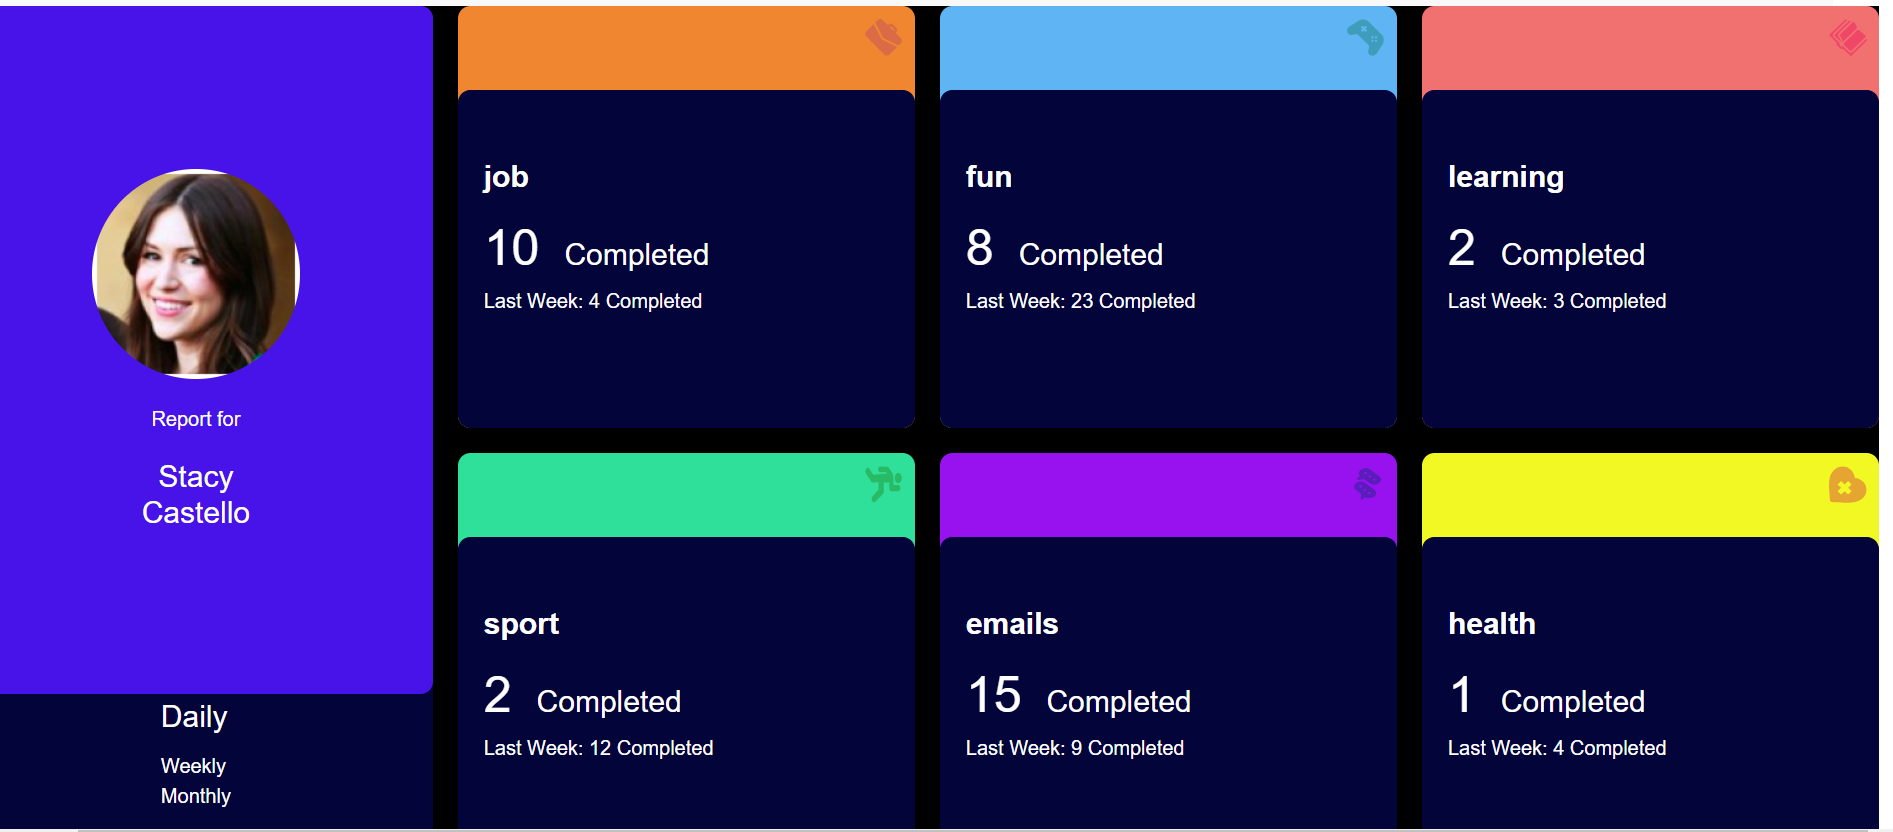 Report for
Stacy
Castello
Daily
Weekly
Monthly
job
10 Completed
Last Week: 4 Completed
fun
8 Completed
Last Week: 23 Completed
learning
2 Completed
Last Week: 3 Completed
sport
2 Completed
Last Week: 12 Completed
emails
15 Completed
Last Week: 9 Completed
health
1 Completed
Last Week: 4 Completed